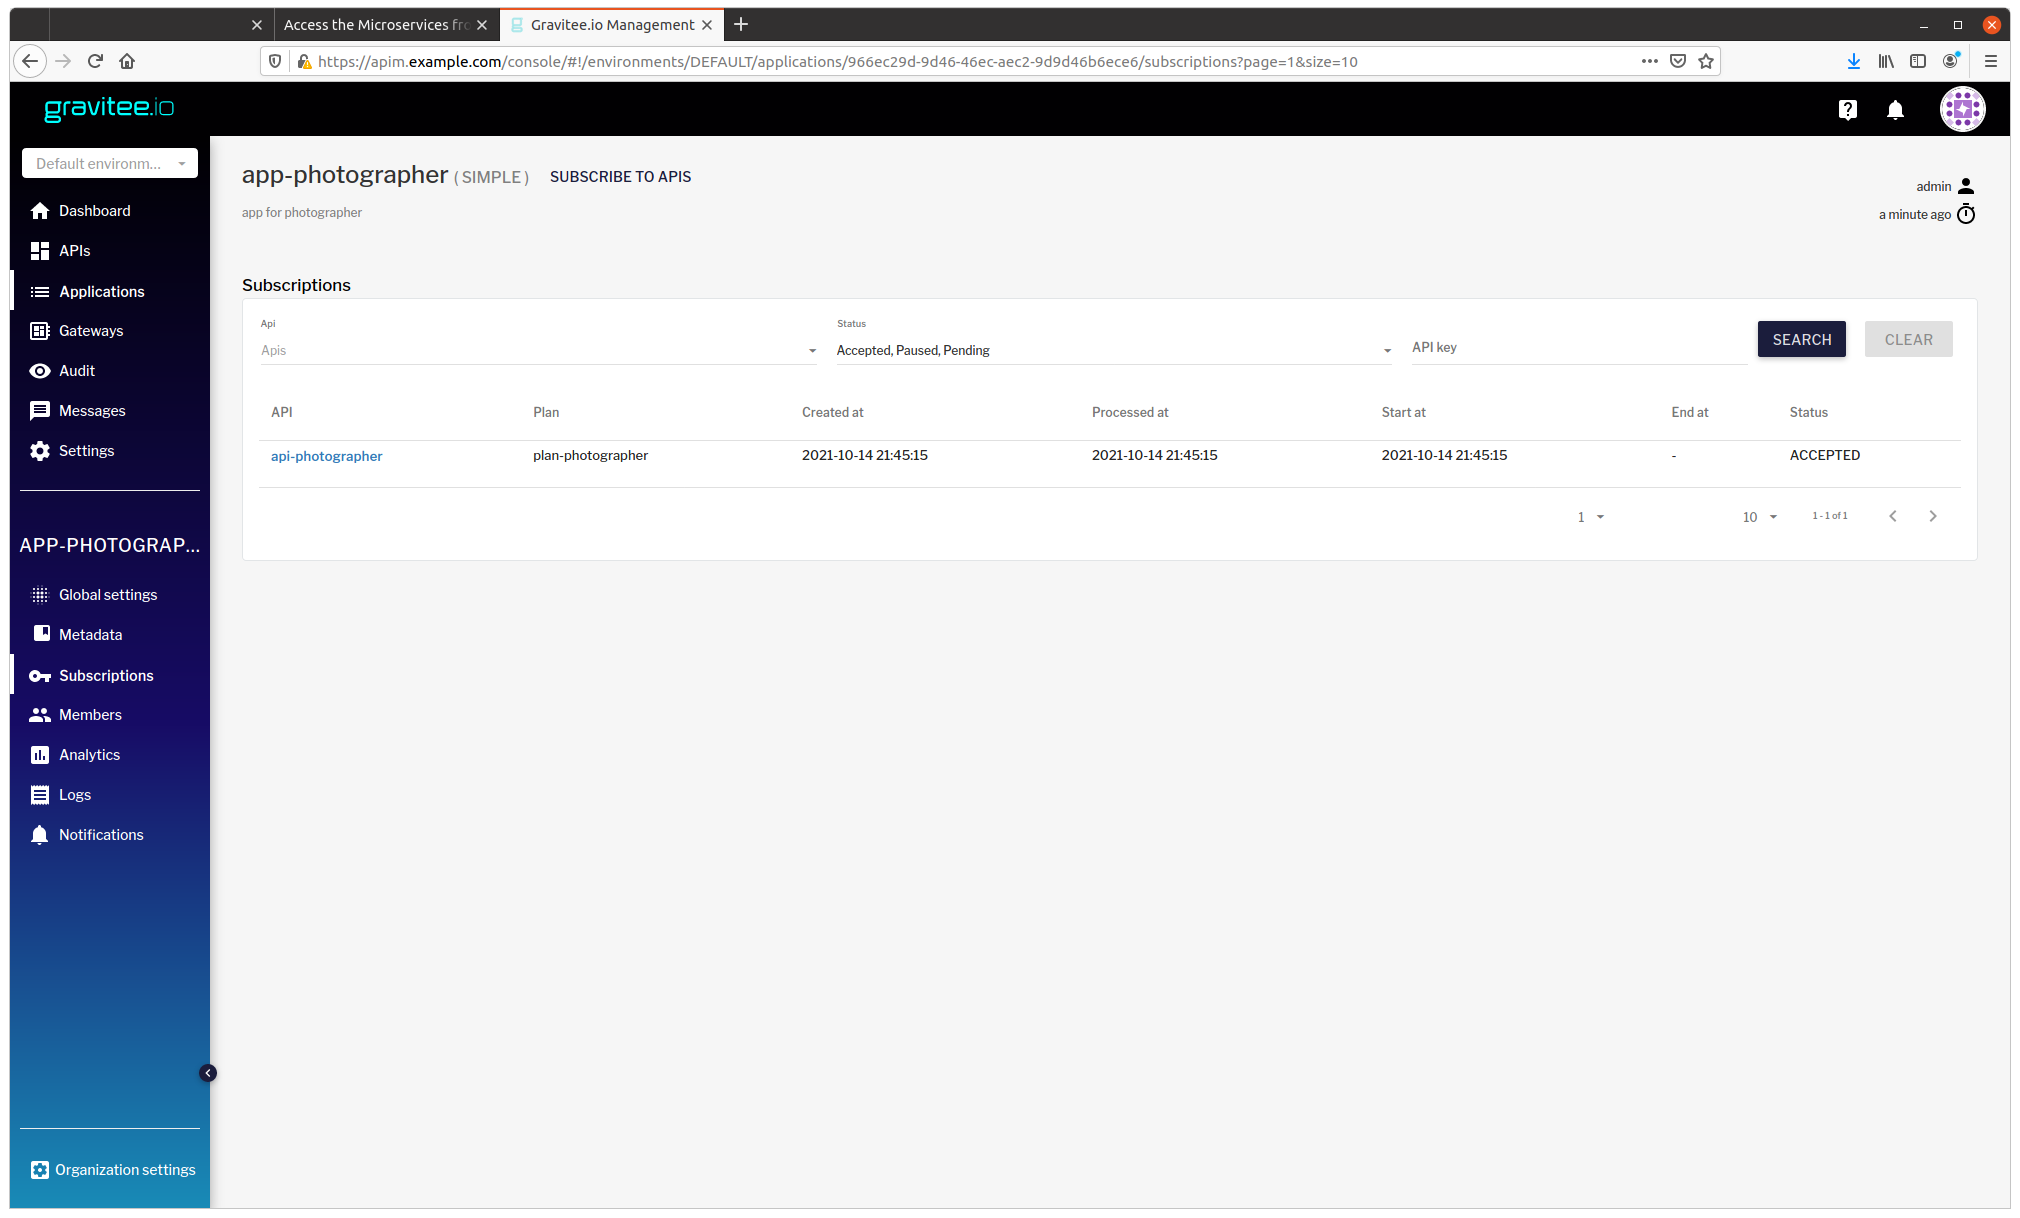 Access the Microservices fro
Gravitee.io Management
https://apim.example.com/console/#!/environments/DEFAULT/applications/966ec29d-9d46-46ec-aec2-9d9d46b6ece6/subscriptions?page=1&size=10
gravitee.io
Default environm...
Dashboard
APIs
Applications
Gateways
Audit
Messages
Settings
APP-PHOTOGRAP...
Global settings
Metadata
Subscriptions
Members
Analytics
Logs
Notifications
Organization settings
app-photographer ( SIMPLE ) SUBSCRIBE TO APIS
app for photographer
admin
a minute ago
Subscriptions
Api
Apis
Status
Accepted, Paused, Pending
API key
SEARCH
CLEAR
API Plan Created at Processed at Start at End at Status
api-photographer plan-photographer 2021-10-14 21:45:15 2021-10-14 21:45:15 2021-10-14 21:45:15 - ACCEPTED
1 10 1 - 1 of 1